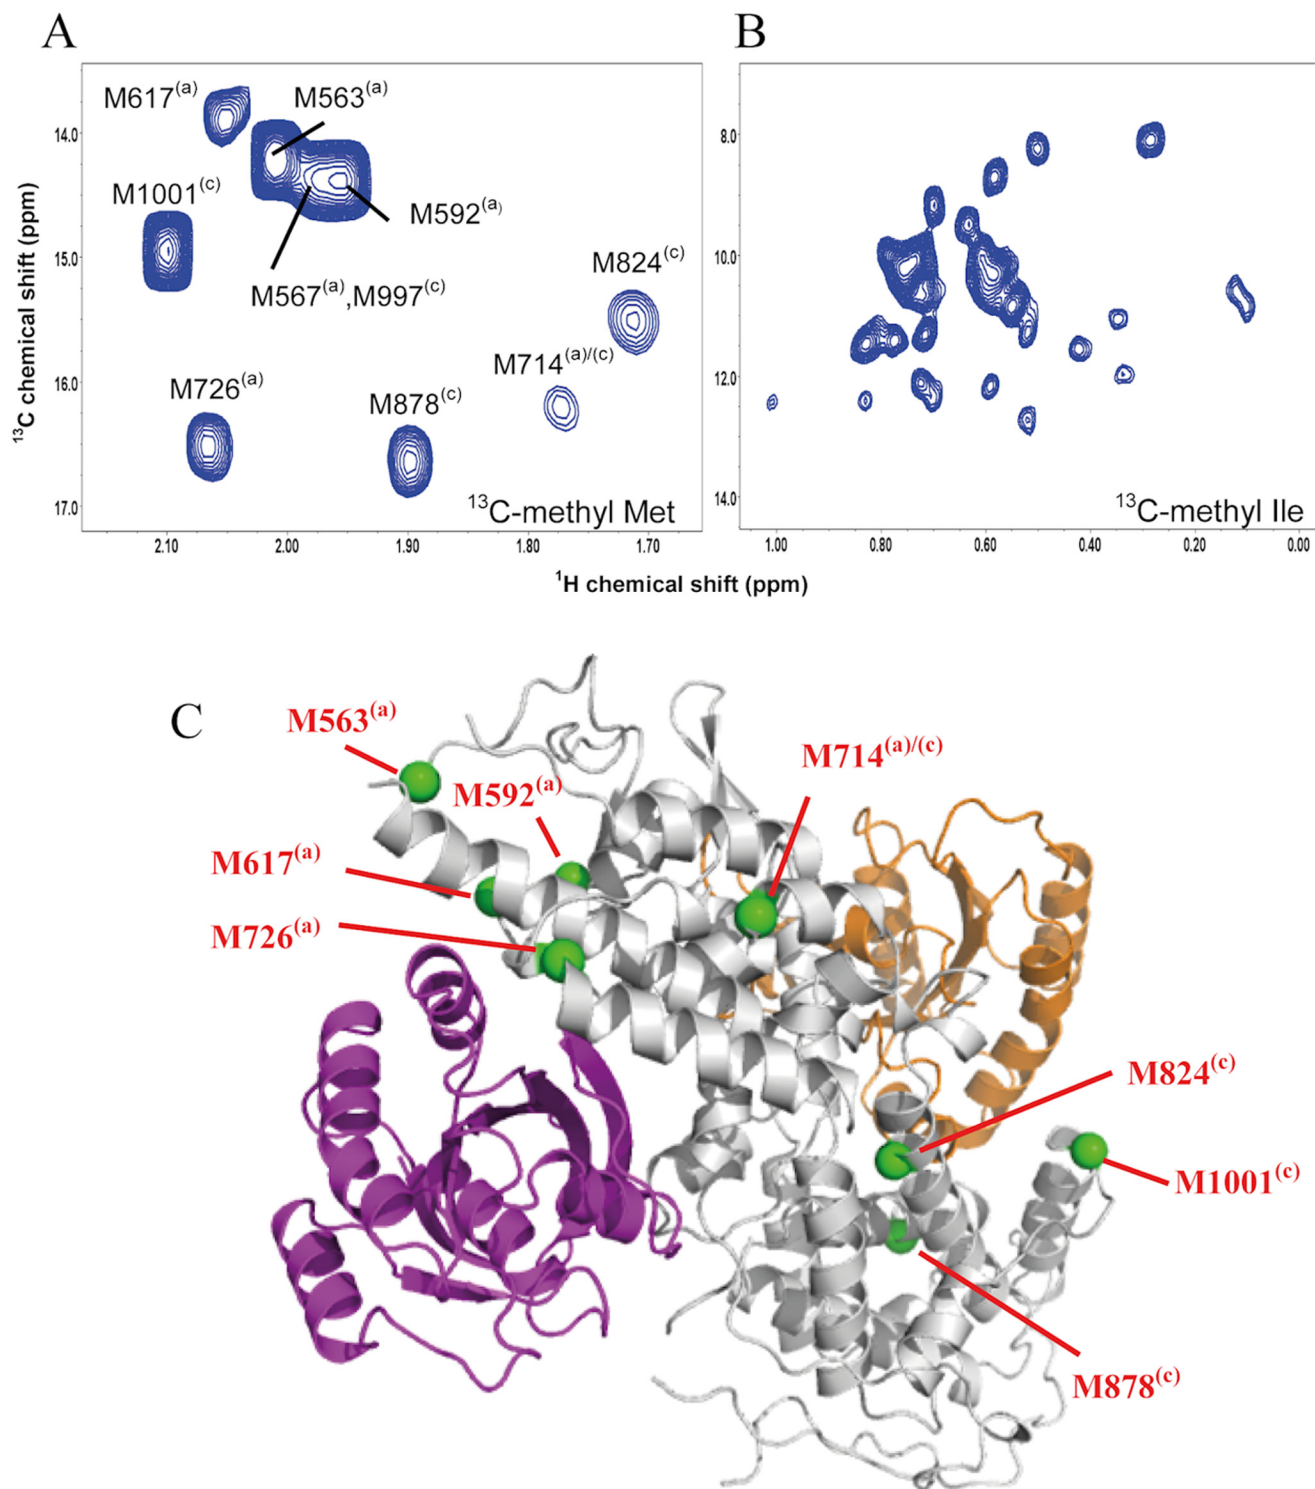 A
B
M617(a)
M563(a)
M1001(c)
M592(a)
M567(a),M997(c)
M824(c)
M714(a)/(c)
M726(a)
M878(c)
13C-methyl Met
14.0
15.0
16.0
17.0
13C chemical shift (ppm)
2.10 2.00 1.90 1.80 1.70
8.0
10.0
12.0
14.0
13C-methyl Ile
1.00 0.80 0.60 0.40 0.20 0.00
1H chemical shift (ppm)
C
M563(a)
M714(a)/(c)
M592(a)
M617(a)
M726(a)
M824(c)
M1001(c)
M878(c)